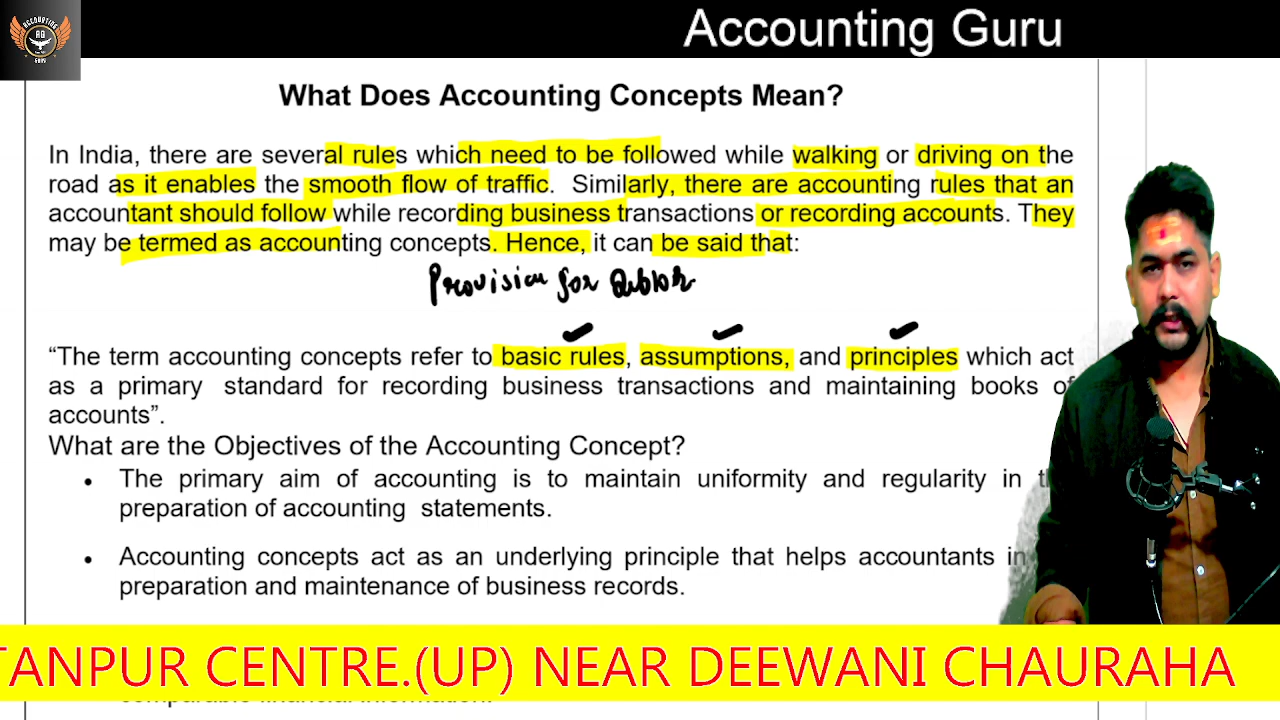 Accounting Guru
ACCOUNTING
AG
GURU
What Does Accounting Concepts Mean?
In India, there are several rules which need to be followed while walking or driving on the
road as it enables the smooth flow of traffic. Similarly, there are accounting rules that an
accountant should follow while recording business transactions or recording accounts. They
may be termed as accounting concepts. Hence, it can be said that:
Provision for
“The term accounting concepts refer to basic rules, assumptions, and principles which act
as a primary standard for recording business transactions and maintaining books of
accounts”.
What are the Objectives of the Accounting Concept?
• The primary aim of accounting is to maintain uniformity and regularity in
preparation of accounting statements.
• Accounting concepts act as an underlying principle that helps accountants in
preparation and maintenance of business records.
TANPUR CENTRE.(UP) NEAR DEEWANI CHAURAHA
comparable financial information.